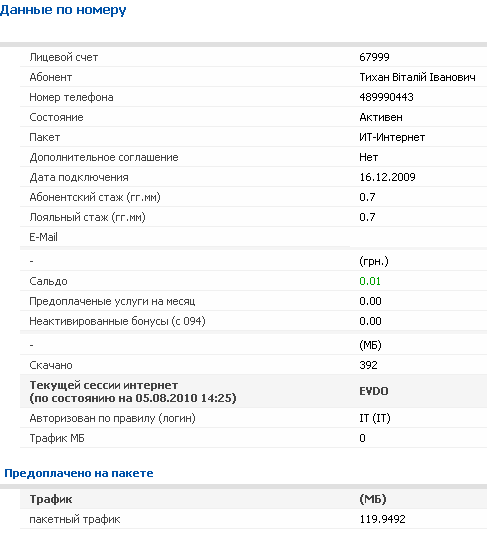 Данные по номеру
Лицевой счет 67999
Абонент Тихан Віталій Іванович
Номер телефона 489990443
Состояние Активен
Пакет ИТ-Интернет
Дополнительное соглашение Нет
Дата подключения 16.12.2009
Абонентский стаж (гг.мм) 0.7
Лояльный стаж (гг.мм) 0.7
E-Mail
- (грн.)
Сальдо 0.01
Предоплаченые услуги на месяц 0.00
Неактивированные бонусы (с 094) 0.00
- (МБ)
Скачано 392
Текущей сессии интернет
(по состоянию на 05.08.2010 14:25) EVDO
Авторизован по правилу (логин) IT (IT)
Трафик МБ 0
Предоплачено на пакете
Трафик (МБ)
пакетный трафик 119.9492